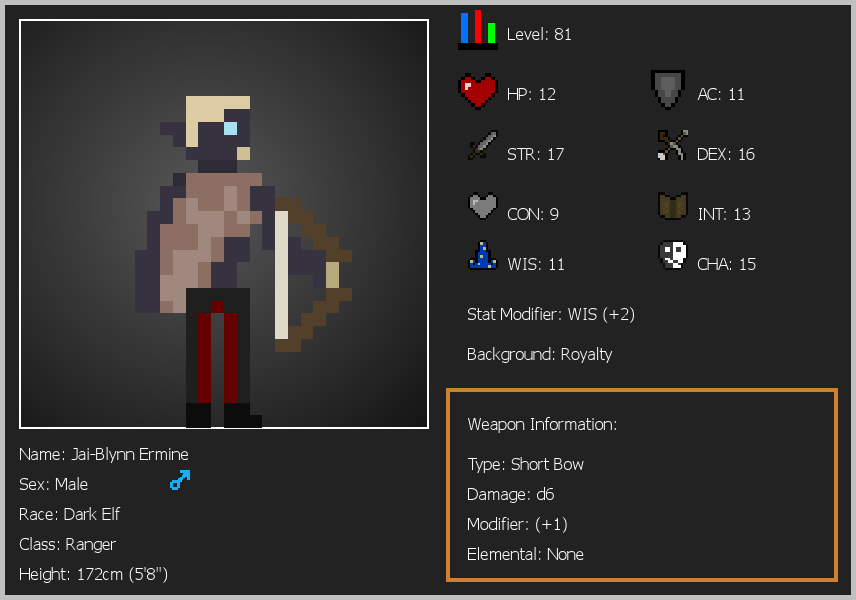 Level: 81
HP: 12
AC: 11
STR: 17
DEX: 16
CON: 9
INT: 13
WIS: 11
CHA: 15
Stat Modifier: WIS (+2)
Background: Royalty
Weapon Information:
Type: Short Bow
Damage: d6
Modifier: (+1)
Elemental: None
Name: Jai-Blynn Ermine
Sex: Male
Race: Dark Elf
Class: Ranger
Height: 172cm (5'8")